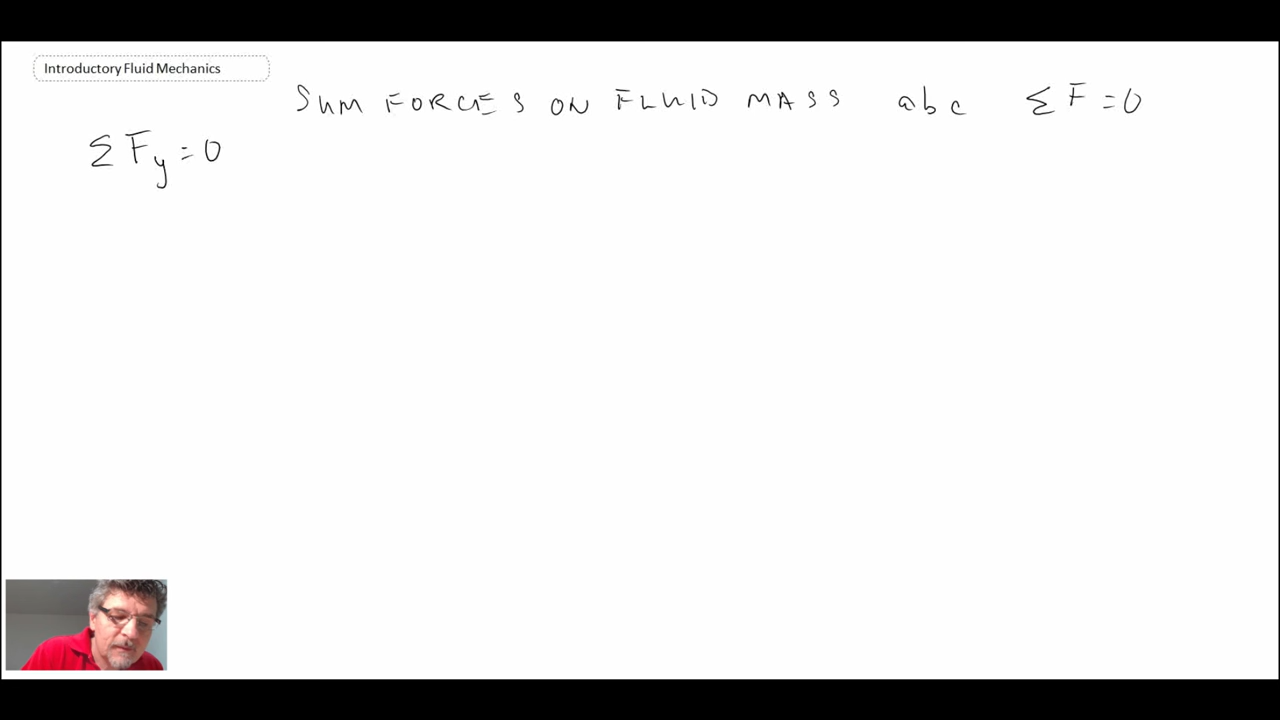 Introductory Fluid Mechanics
SUM FORCES ON FLUID MASS abc ΣF=0
ΣFy=0